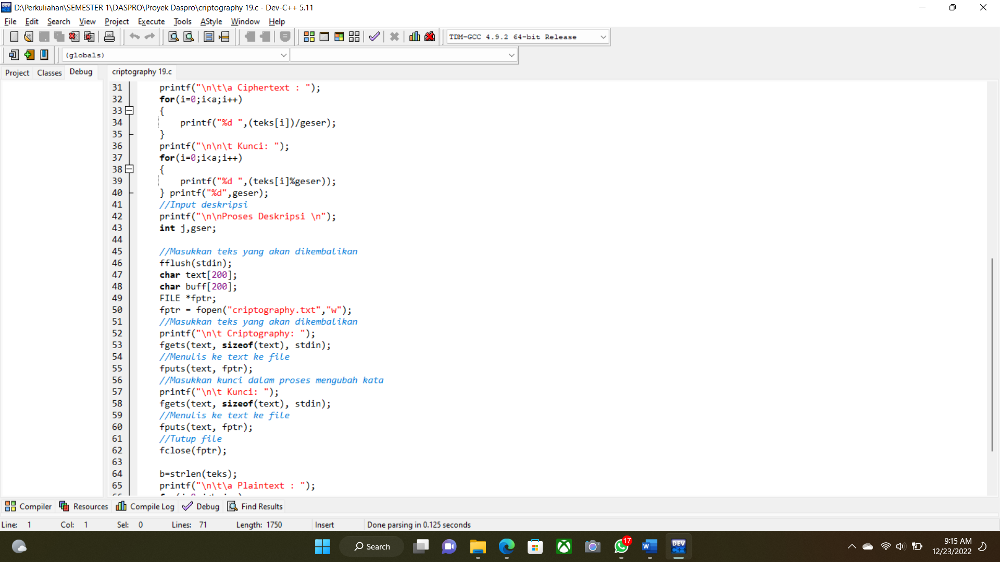 D:\Perkuliahan\SEMESTER 1\DASPRO\Proyek Daspro\criptography 19.c - Dev-C++ 5.11
File Edit Search View Project Execute Tools AStyle Window Help
TDM-GCC 4.9.2 64-bit Release
(globals)
Project Classes Debug criptography 19.c
31 printf("\n\t\a Ciphertext : ");
32 for(i=0;i<a;i++)
33 {
34 printf("%d ",(teks[i])/geser);
35 }
36 printf("\n\n\t Kunci: ");
37 for(i=0;i<a;i++)
38 {
39 printf("%d ",(teks[i]%geser));
40 } printf("%d",geser);
41 //Input deskripsi
42 printf("\n\nProses Deskripsi \n");
43 int j,gser;
44
45 //Masukkan teks yang akan dikembalikan
46 fflush(stdin);
47 char text[200];
48 char buff[200];
49 FILE *fptr;
50 fptr = fopen("criptography.txt","w");
51 //Masukkan teks yang akan dikembalikan
52 printf("\n\t Criptography: ");
53 fgets(text, sizeof(text), stdin);
54 //Menulis ke text ke file
55 fputs(text, fptr);
56 //Masukkan kunci dalam proses mengubah kata
57 printf("\n\t Kunci: ");
58 fgets(text, sizeof(text), stdin);
59 //Menulis ke text ke file
60 fputs(text, fptr);
61 //Tutup file
62 fclose(fptr);
63
64 b=strlen(teks);
65 printf("\n\t\a Plaintext : ");
Compiler Resources Compile Log Debug Find Results
Line: 1 Col: 1 Sel: 0 Lines: 71 Length: 1750 Insert Done parsing in 0.125 seconds
Search
17
DEV C++
9:15 AM
12/23/2022